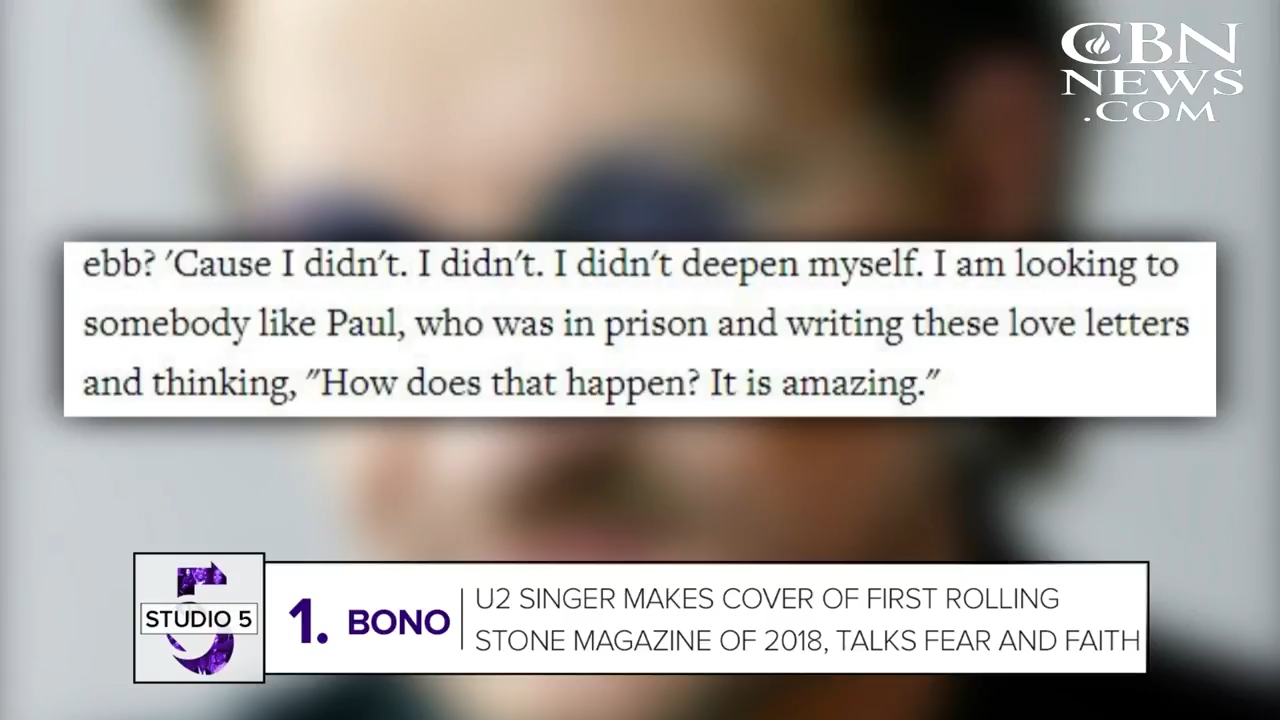 CBN
NEWS
.COM
ebb? 'Cause I didn't. I didn't. I didn't deepen myself. I am looking to
somebody like Paul, who was in prison and writing these love letters
and thinking, "How does that happen? It is amazing."
5
STUDIO 5
1. BONO
U2 SINGER MAKES COVER OF FIRST ROLLING
STONE MAGAZINE OF 2018, TALKS FEAR AND FAITH